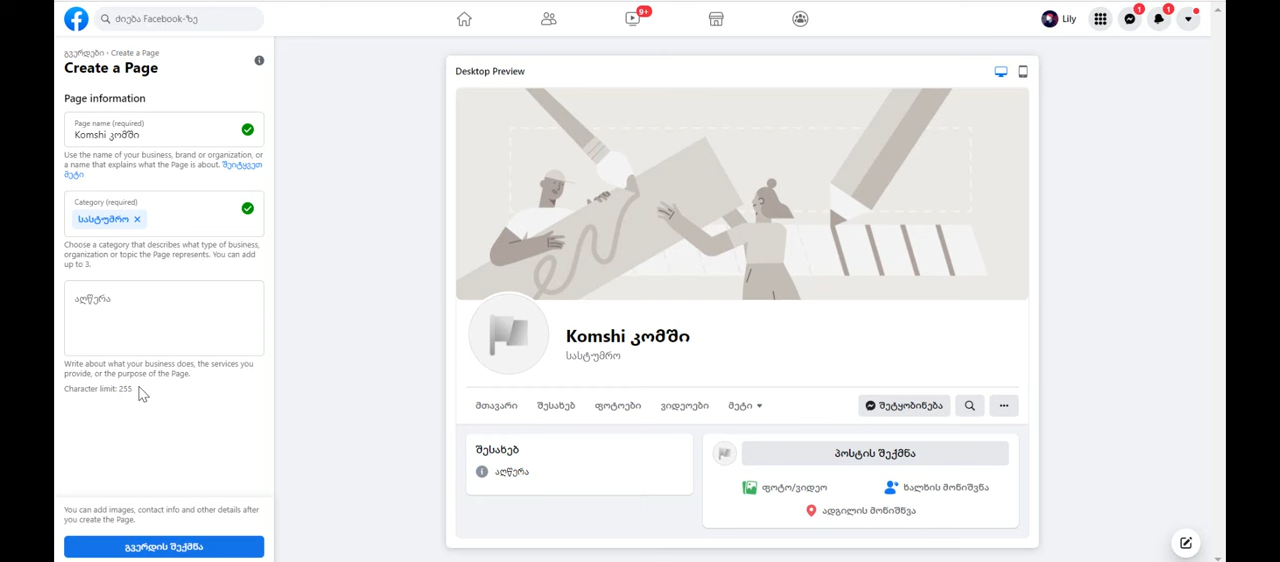 ძიება Facebook-ზე
9+
Lily
1
1
გვერდები · Create a Page
Create a Page
Page information
Page name (required)
Komshi კომში
Use the name of your business, brand or organization, or
a name that explains what the Page is about. შეიტყვეთ
მეტი
Category (required)
სასტუმრო ×
Choose a category that describes what type of business,
organization or topic the Page represents. You can add
up to 3.
აღწერა
Write about what your business does, the services you
provide, or the purpose of the Page.
Character limit: 255
You can add images, contact info and other details after
you create the Page.
გვერდის შექმნა
Desktop Preview
Komshi კომში
სასტუმრო
მთავარი
შესახებ
ფოტოები
ვიდეოები
მეტი
შეტყობინება
შესახებ
აღწერა
პოსტის შექმნა
ფოტო/ვიდეო
ხალხის მონიშვნა
ადგილის მონიშნვა